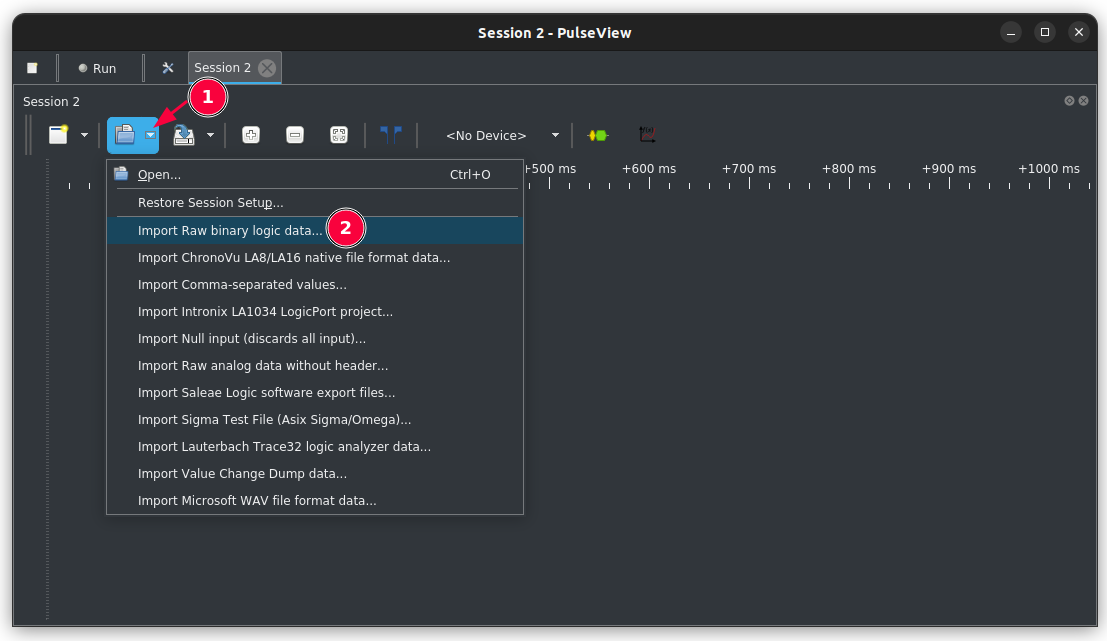 Session 2 - PulseView
Run
Session 2
Session 2
1
<No Device>
+500 ms +600 ms +700 ms +800 ms +900 ms +1000 ms
Open... Ctrl+O
Restore Session Setup...
Import Raw binary logic data... 2
Import ChronoVu LA8/LA16 native file format data...
Import Comma-separated values...
Import Intronix LA1034 LogicPort project...
Import Null input (discards all input)...
Import Raw analog data without header...
Import Saleae Logic software export files...
Import Sigma Test File (Asix Sigma/Omega)...
Import Lauterbach Trace32 logic analyzer data...
Import Value Change Dump data...
Import Microsoft WAV file format data...